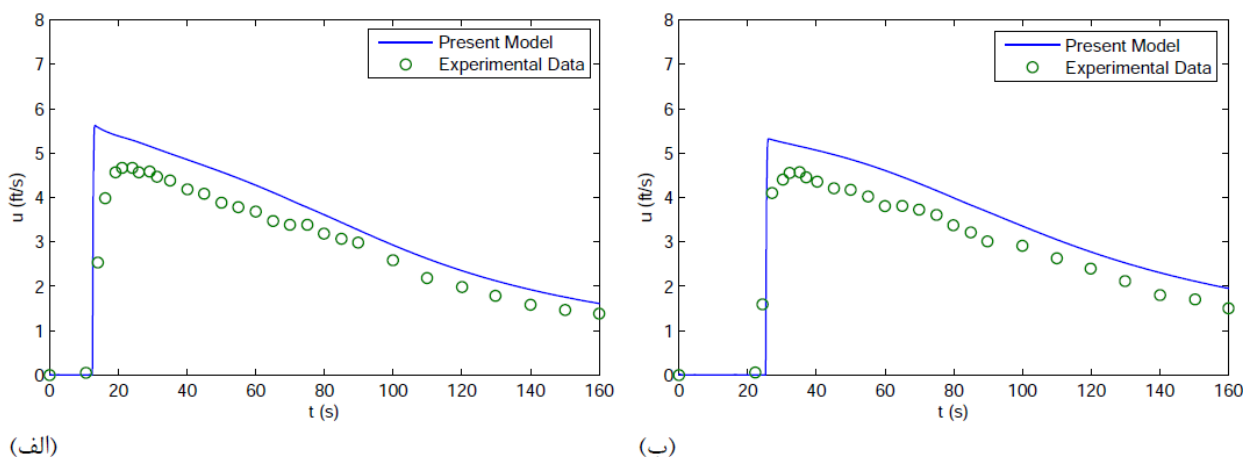 8
7
6
5
4
3
2
1
0
u (ft/s)
Present Model
Experimental Data
0 20 40 60 80 100 120 140 160
t (s)
(الف)
8
7
6
5
4
3
2
1
0
u (ft/s)
Present Model
Experimental Data
0 20 40 60 80 100 120 140 160
t (s)
(ب)